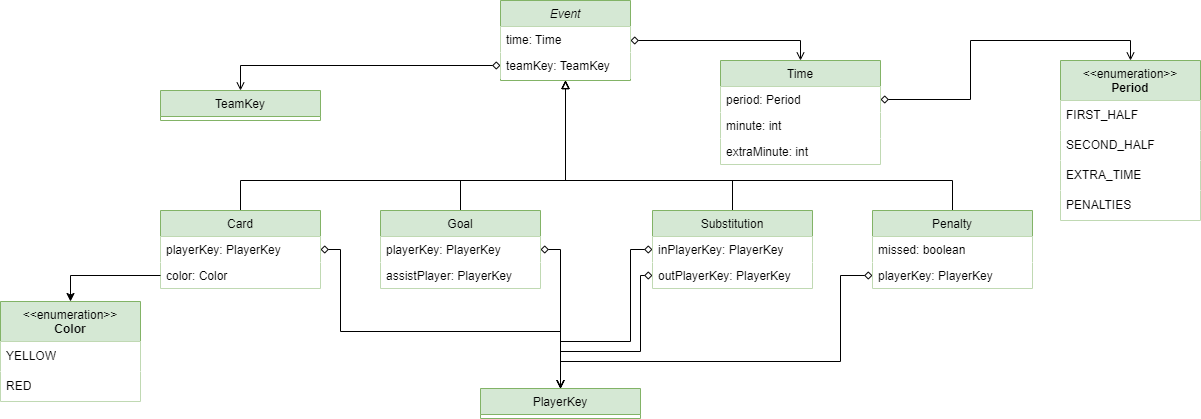 Event
time: Time
teamKey: TeamKey
TeamKey
Time
period: Period
minute: int
extraMinute: int
<<enumeration>>
Period
FIRST_HALF
SECOND_HALF
EXTRA_TIME
PENALTIES
Card
playerKey: PlayerKey
color: Color
Goal
playerKey: PlayerKey
assistPlayer: PlayerKey
Substitution
inPlayerKey: PlayerKey
outPlayerKey: PlayerKey
Penalty
missed: boolean
playerKey: PlayerKey
<<enumeration>>
Color
YELLOW
RED
PlayerKey